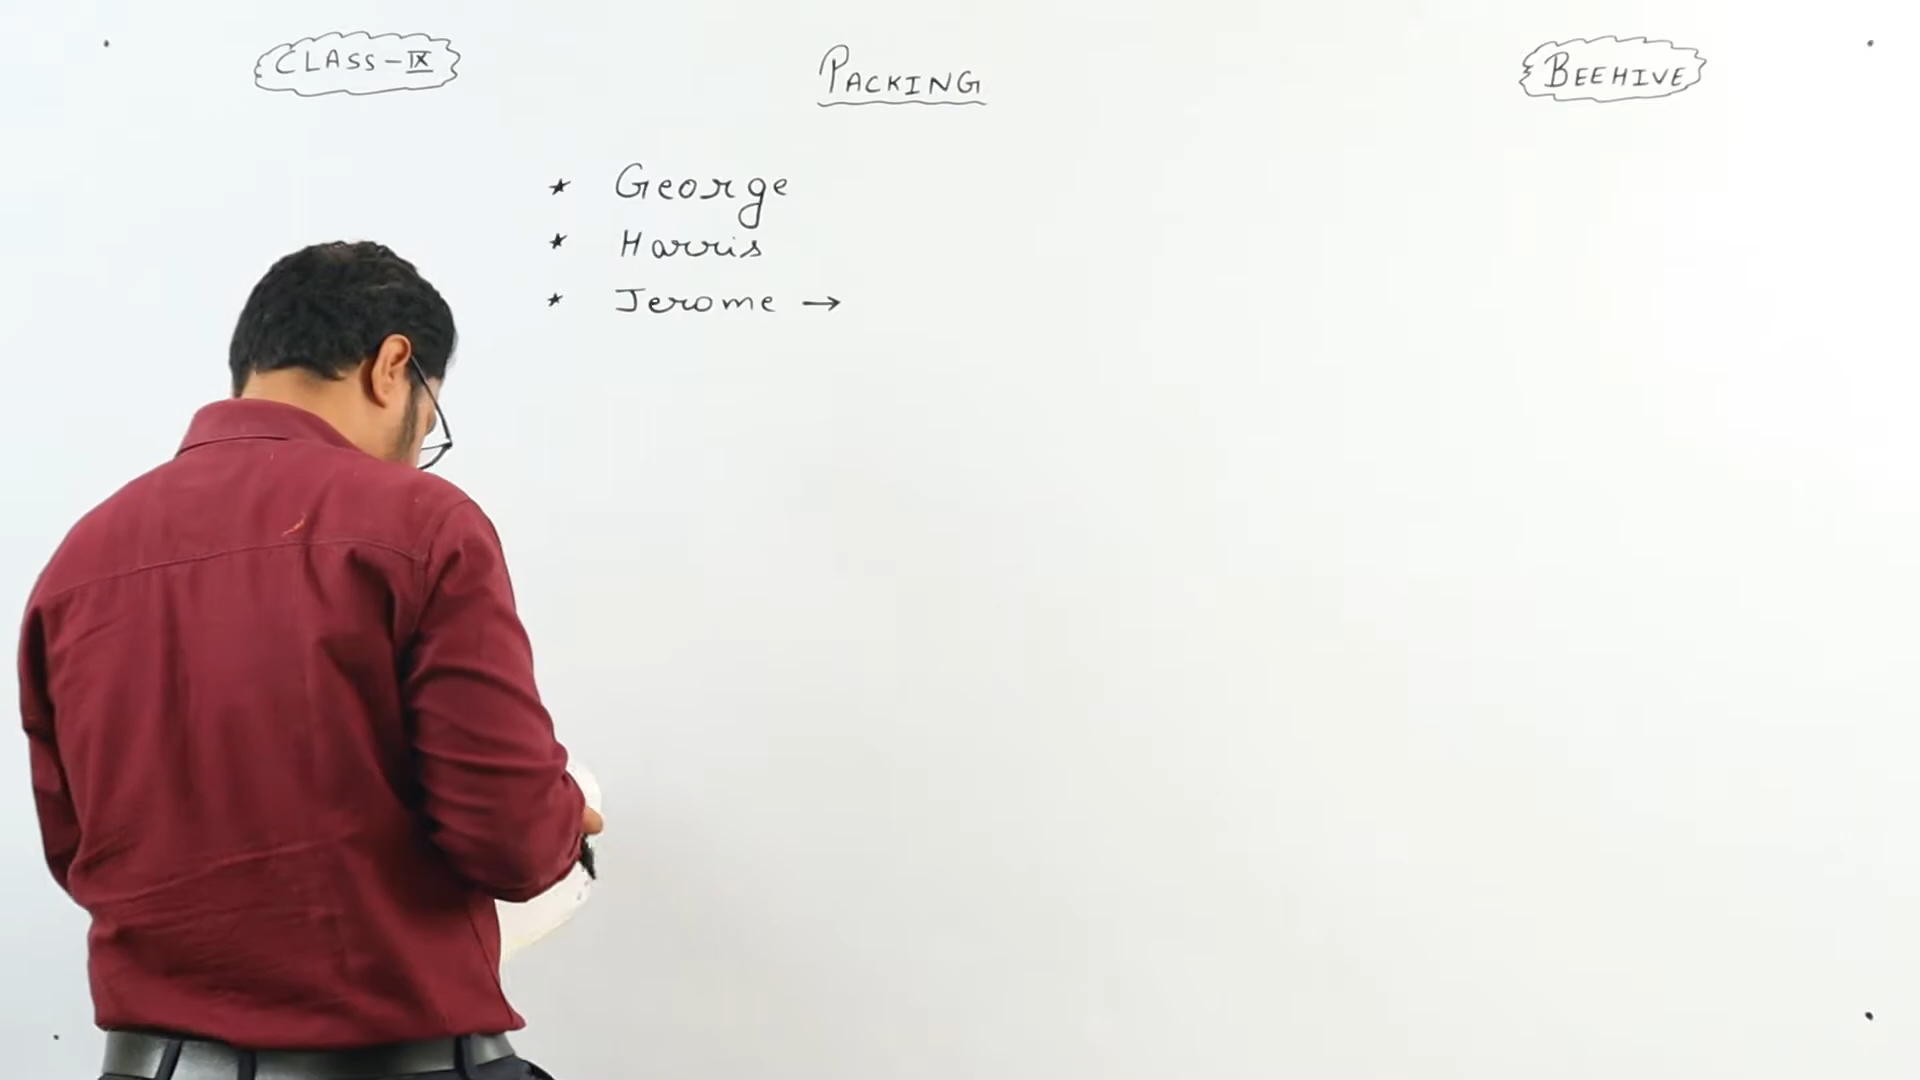 CLASS-IX
PACKING
BEEHIVE
* George
* Harris
* Jerome →